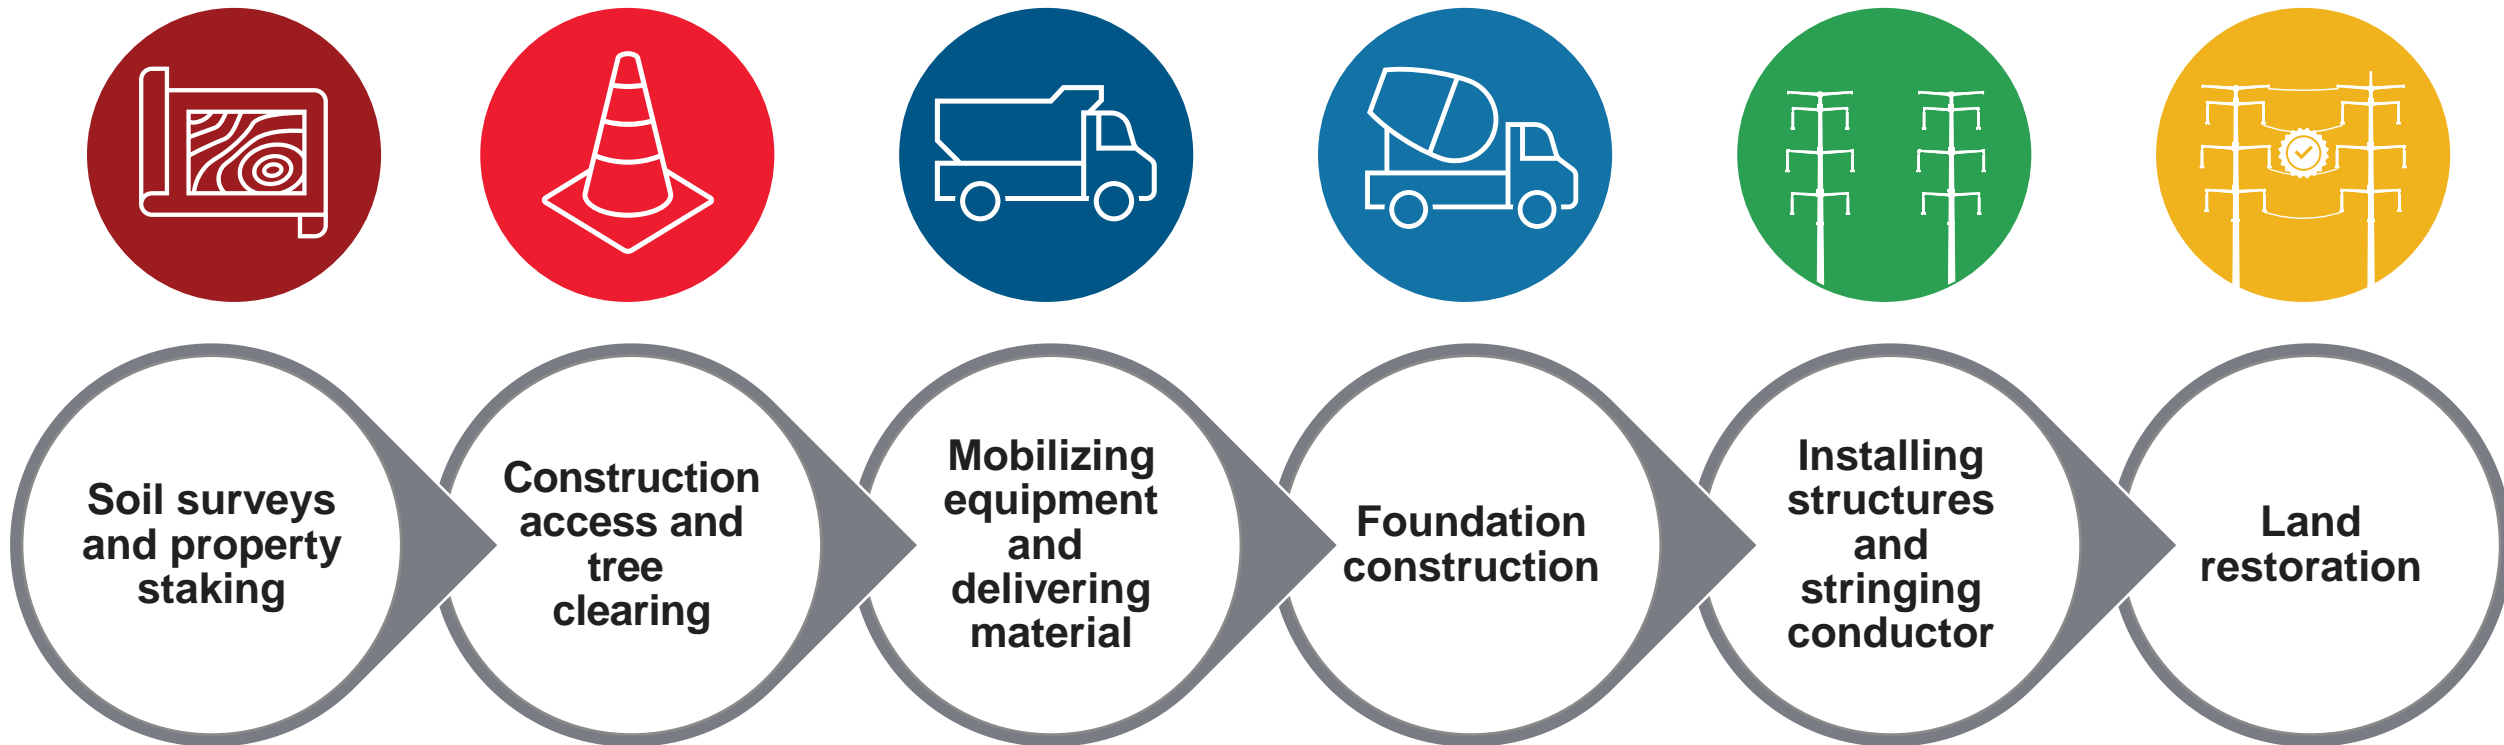 Soil surveys
and property
staking
Construction
access and
tree
clearing
Mobilizing
equipment
and
delivering
material
Foundation
construction
Installing
structures
and
stringing
conductor
Land
restoration